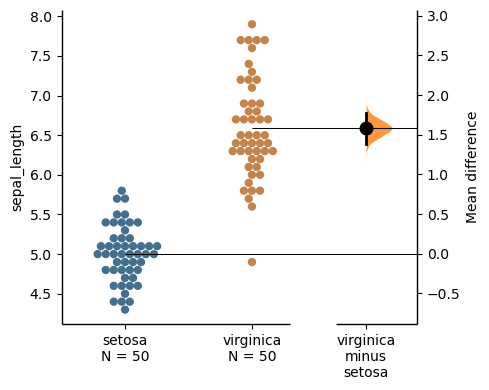 8.0
7.5
7.0
6.5
6.0
5.5
5.0
4.5
sepal_length
setosa
N = 50
virginica
N = 50
virginica
minus
setosa
3.0
2.5
2.0
1.5
1.0
0.5
0.0
−0.5
Mean difference